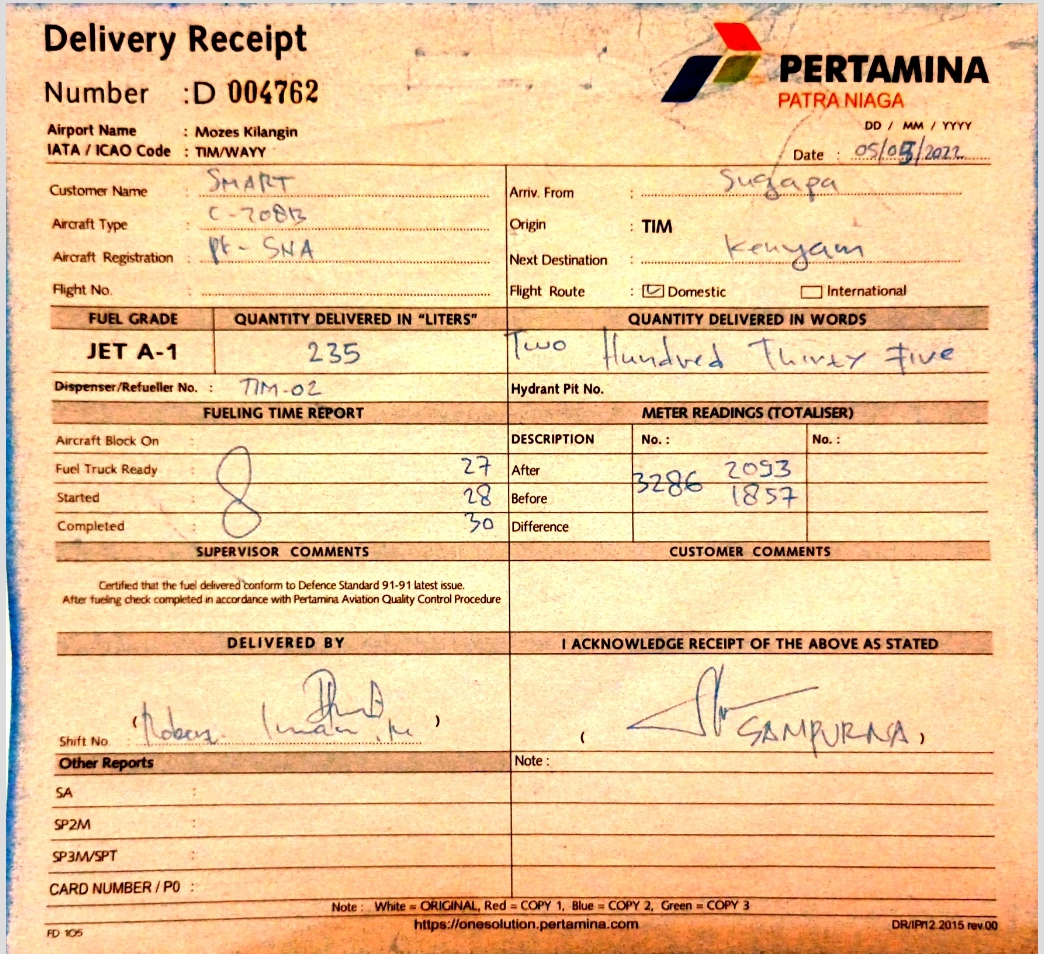 Delivery Receipt
Number : D 004762
PERTAMINA
PATRA NIAGA
Airport Name : Mozes Kilangin
IATA / ICAO Code : TIM/WAYY
DD / MM / YYYY
Date : 05/09/2022
Customer Name : SMART
Aircraft Type : C-208B
Aircraft Registration : PK - SNA
Flight No. :
Arriv. From : Sugapa
Origin : TIM
Next Destination : Kenyam
Flight Route : Domestic International
FUEL GRADE QUANTITY DELIVERED IN "LITERS" QUANTITY DELIVERED IN WORDS
JET A-1 235 Two Hundred Thirty Five
Dispenser/Refueller No. : TIM-02 Hydrant Pit No.
FUELING TIME REPORT METER READINGS (TOTALISER)
Aircraft Block On : DESCRIPTION No. : No. :
Fuel Truck Ready : 8 27 After 3286 2093
Started : 28 Before 1857
Completed : 30 Difference
SUPERVISOR COMMENTS CUSTOMER COMMENTS
Certified that the fuel delivered conform to Defence Standard 91-91 latest issue.
After fueling check completed in accordance with Pertamina Aviation Quality Control Procedure
DELIVERED BY I ACKNOWLEDGE RECEIPT OF THE ABOVE AS STATED
Shift No. ( ) ( SAMPURNA )
Other Reports Note :
SA :
SP2M :
SP3M/SPT :
CARD NUMBER / PO :
Note : White = ORIGINAL, Red = COPY 1, Blue = COPY 2, Green = COPY 3
FD 105 https://onesolution.pertamina.com DR/IP/12.2015 rev.00